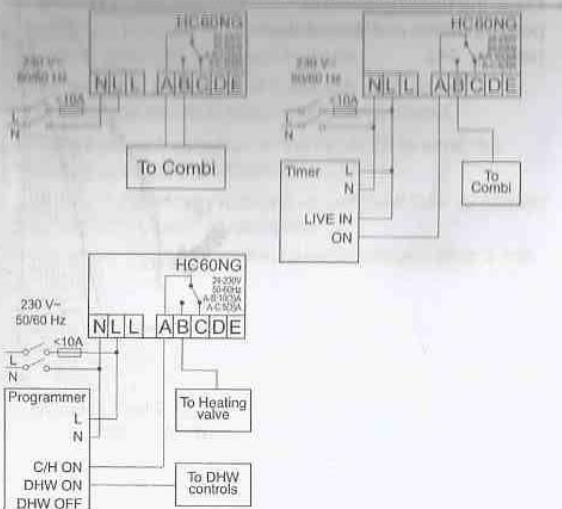 HC60NG
230 V~
50/60 Hz
<10A
L
N
N L L A B C D E
To Combi
HC60NG
230 V~
50/60 Hz
<10A
L
N
N L L A B C D E
Timer
L
N
LIVE IN
ON
To
Combi
HC60NG
24-230V
50-60Hz
A-B:10(3)A
A-C:
230 V~
50/60 Hz
<10A
L
N
N L L A B C D E
Programmer
L
N
C/H ON
DHW ON
DHW OFF
To Heating
valve
To DHW
controls